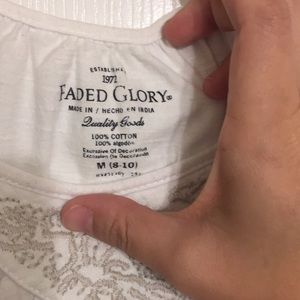 ESTABLISHED
1972
FADED GLORY®
MADE IN / HECHO EN INDIA
Quality Goods
100% COTTON
100% algodón
Exclusive Of Decoration
Exclusión De Decoración
M (8-10)